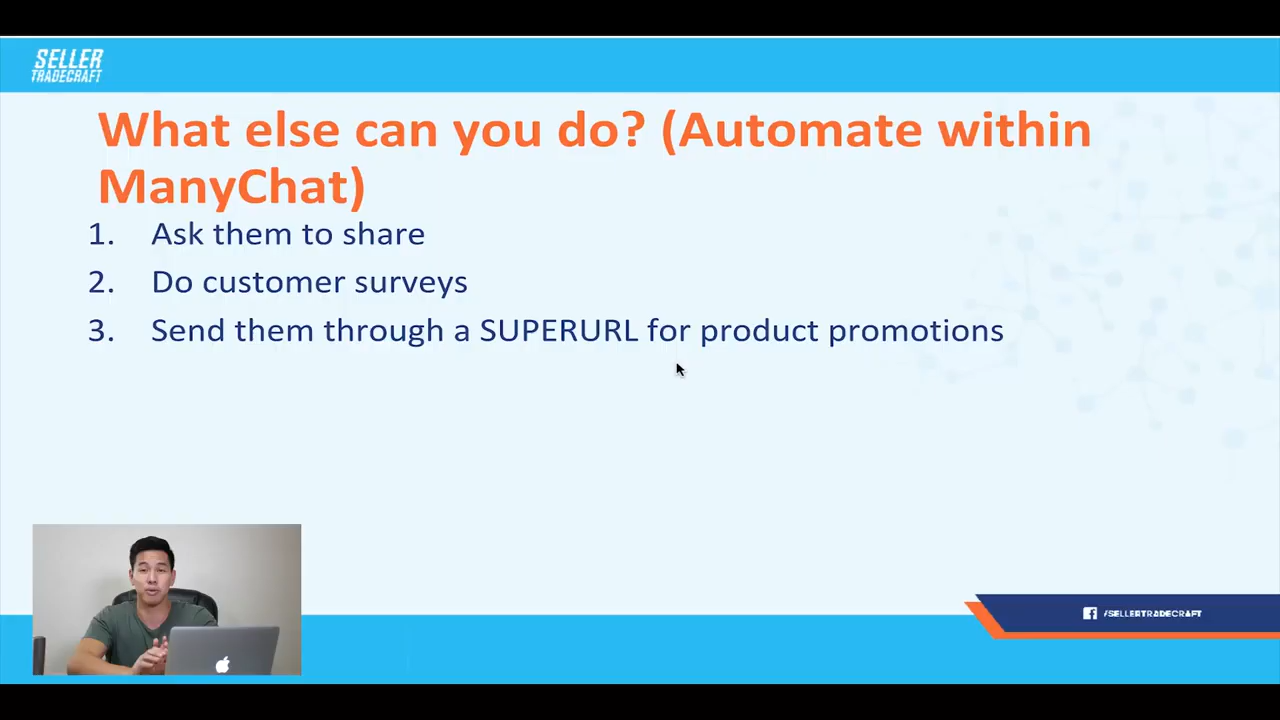 SELLER
TRADECRAFT
What else can you do? (Automate within
ManyChat)
1. Ask them to share
2. Do customer surveys
3. Send them through a SUPERURL for product promotions
/SELLERTRADECRAFT